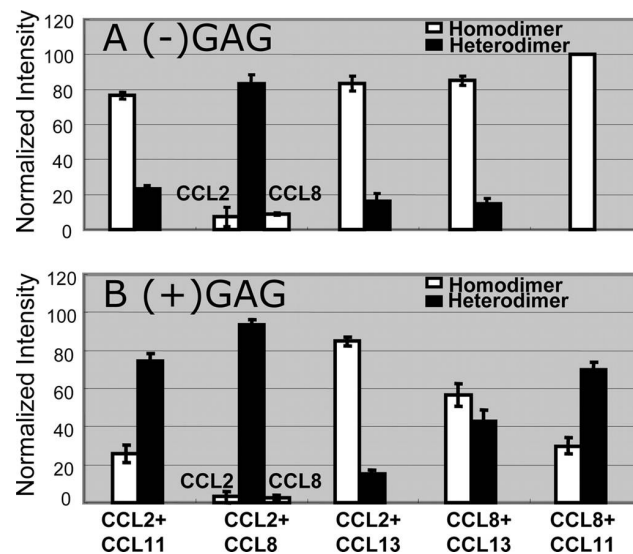 A (-)GAG
Homodimer
Heterodimer
Normalized Intensity
120
100
80
60
40
20
0
CCL2
CCL8
B (+)GAG
Homodimer
Heterodimer
Normalized Intensity
120
100
80
60
40
20
0
CCL2
CCL8
CCL2+
CCL11
CCL2+
CCL8
CCL2+
CCL13
CCL8+
CCL13
CCL8+
CCL11